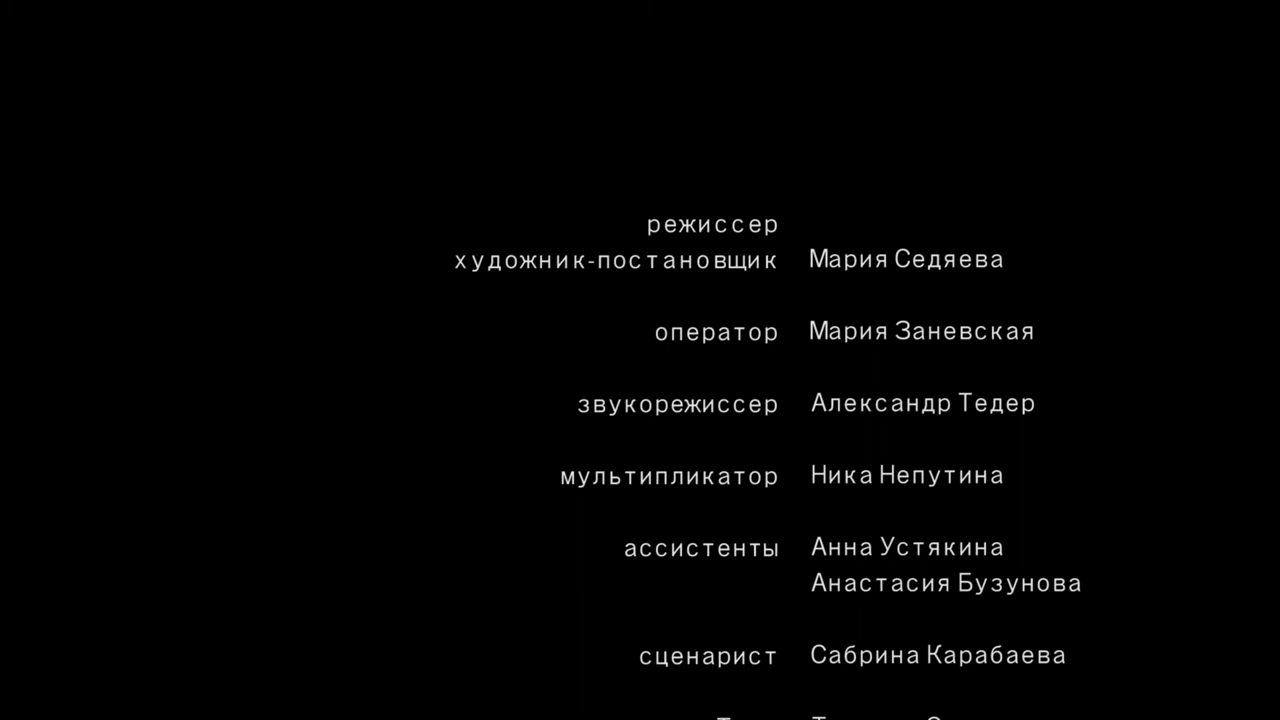 режиссер
художник-постановщик Мария Седяева
оператор Мария Заневская
звукорежиссер Александр Тедер
мультипликатор Ника Непутина
ассистенты Анна Устякина
Анастасия Бузунова
сценарист Сабрина Карабаева